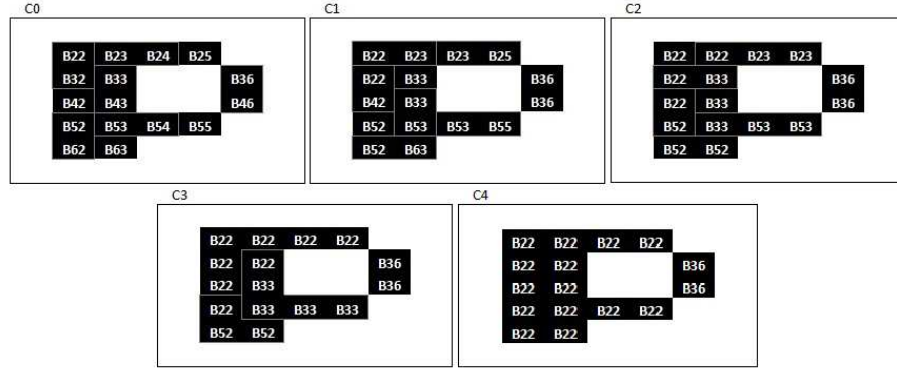 C0 C1 C2
B22 B23 B24 B25 B22 B23 B23 B25 B22 B22 B23 B23
B32 B33 B36 B22 B33 B36 B22 B33 B36
B42 B43 B46 B42 B33 B36 B22 B33 B36
B52 B53 B54 B55 B52 B53 B53 B55 B52 B33 B53 B53
B62 B63 B52 B63 B52 B52
C3 C4
B22 B22 B22 B22 B22 B22 B22 B22
B22 B22 B36 B22 B22 B36
B22 B33 B36 B22 B22 B36
B22 B33 B33 B33 B22 B22 B22 B22
B52 B52 B22 B22